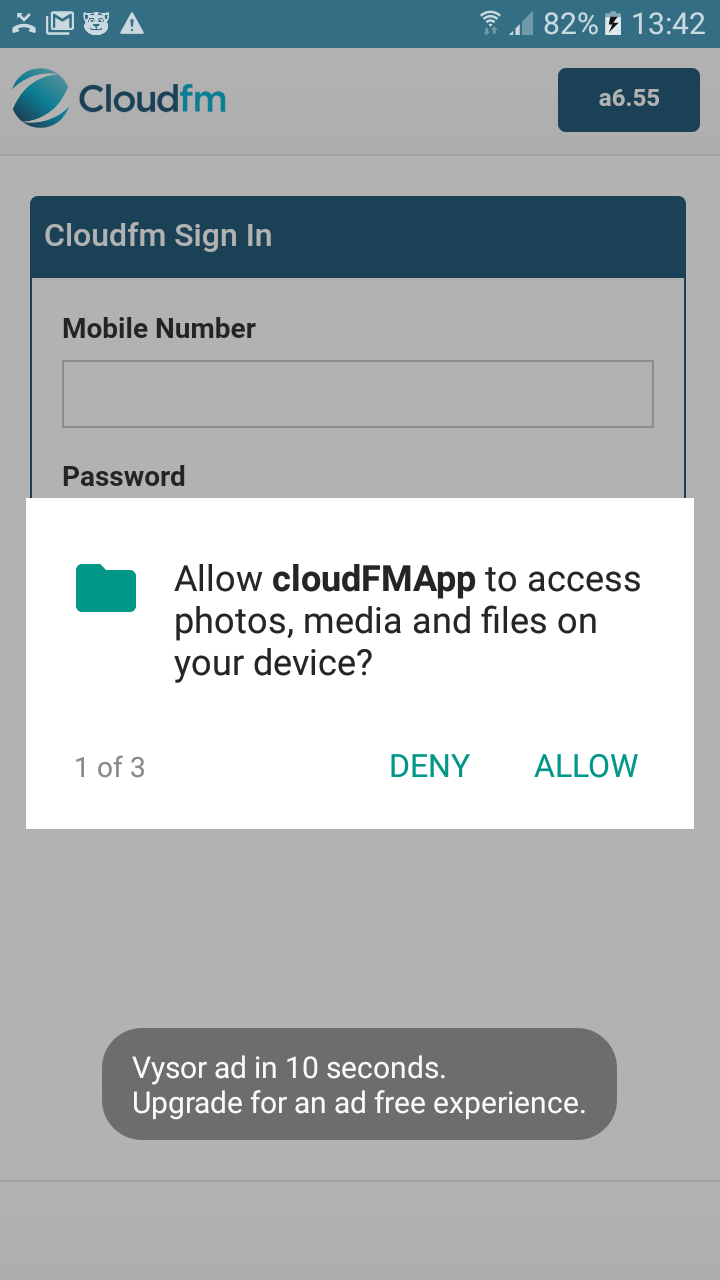 82% 13:42
Cloudfm
a6.55
Cloudfm Sign In
Mobile Number
Password
Allow cloudFMApp to access
photos, media and files on
your device?
1 of 3
DENY
ALLOW
Vysor ad in 10 seconds.
Upgrade for an ad free experience.